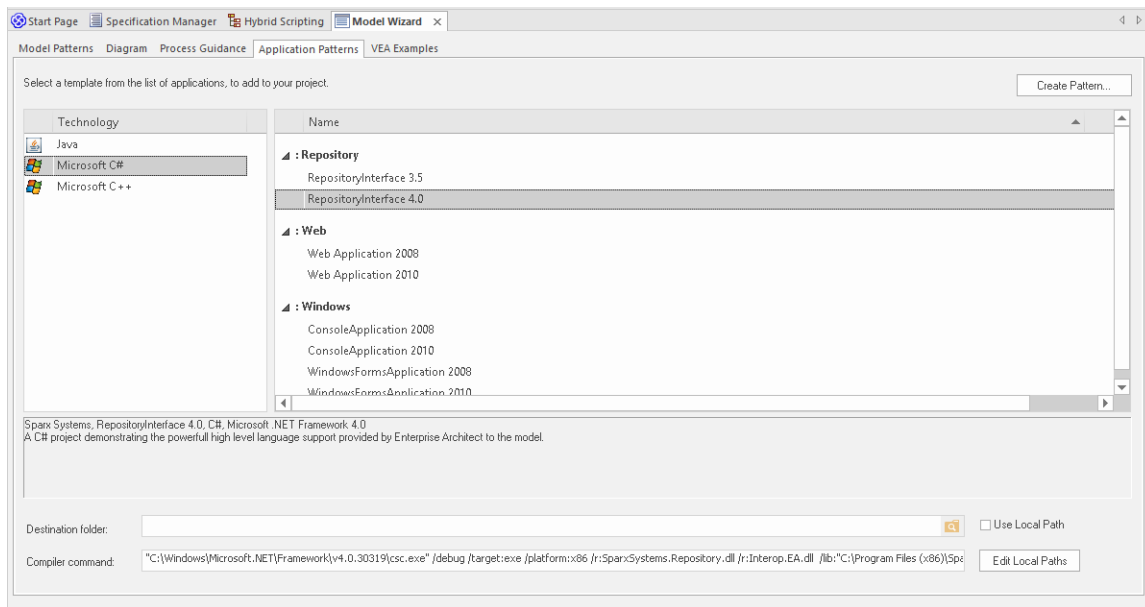 Start Page Specification Manager Hybrid Scripting Model Wizard
Model Patterns Diagram Process Guidance Application Patterns VEA Examples
Select a template from the list of applications, to add to your project.
Create Pattern...
Technology
Java
Microsoft C#
Microsoft C++
Name
: Repository
RepositoryInterface 3.5
RepositoryInterface 4.0
: Web
Web Application 2008
Web Application 2010
: Windows
ConsoleApplication 2008
ConsoleApplication 2010
WindowsFormsApplication 2008
WindowsFormsApplication 2010
Sparx Systems, RepositoryInterface 4.0, C#, Microsoft .NET Framework 4.0
A C# project demonstrating the powerfull high level language support provided by Enterprise Architect to the model.
Destination folder:
Use Local Path
Compiler command:
"C:\Windows\Microsoft.NET\Framework\v4.0.30319\csc.exe" /debug /target:exe /platform:x86 /r:SparxSystems.Repository.dll /r:Interop.EA.dll /lib:"C:\Program Files (x86)\Spa
Edit Local Paths